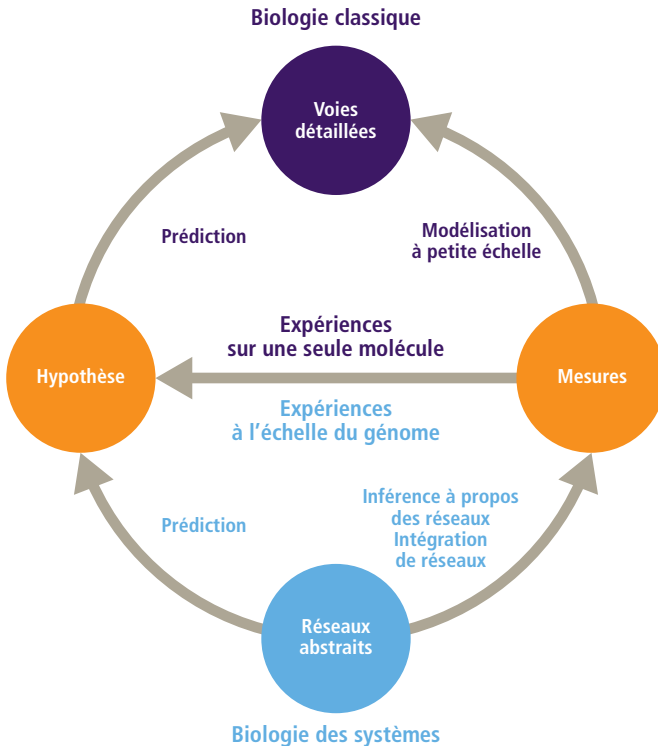 Biologie classique
Voies
détaillées
Prédiction
Modélisation
à petite échelle
Expériences
sur une seule molécule
Hypothèse
Mesures
Expériences
à l'échelle du génome
Prédiction
Inférence à propos
des réseaux
Intégration
de réseaux
Réseaux
abstraits
Biologie des systèmes